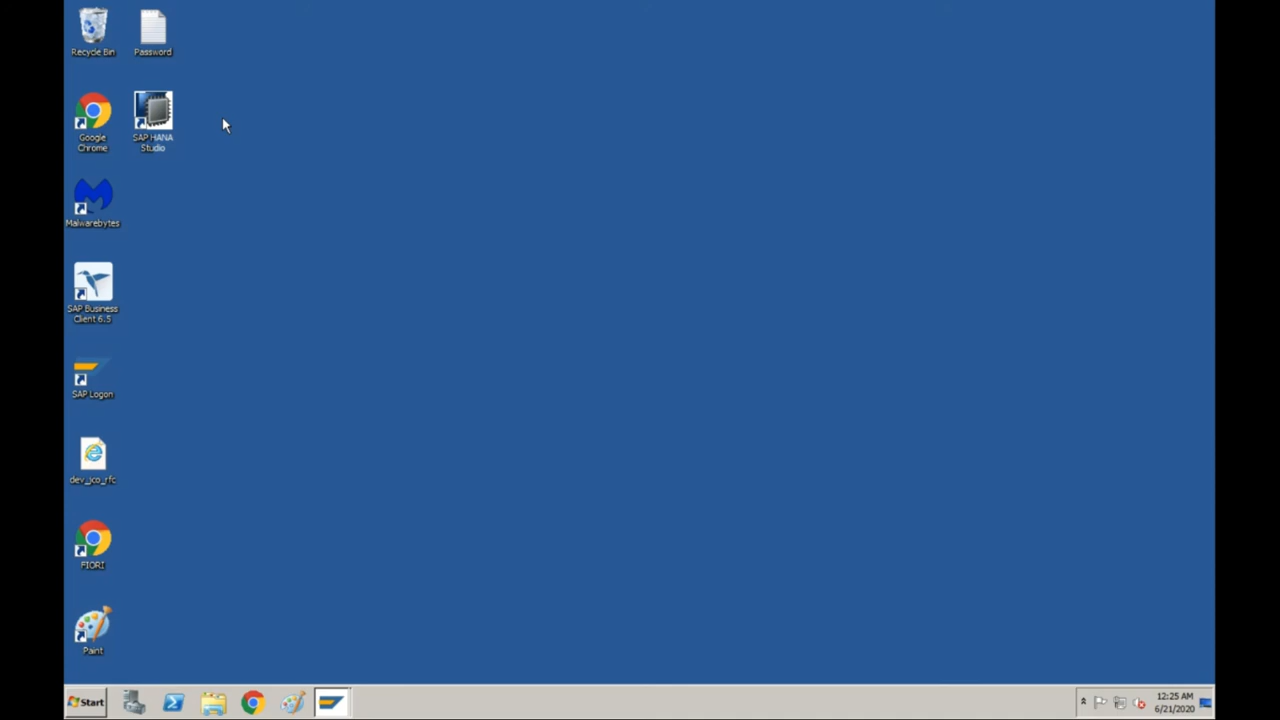 Recycle Bin
Password
Google
Chrome
SAP HANA
Studio
Malwarebytes
SAP Business
Client 6.5
SAP Logon
dev_jco_rfc
FIORI
Paint
Start
12:25 AM
6/21/2020